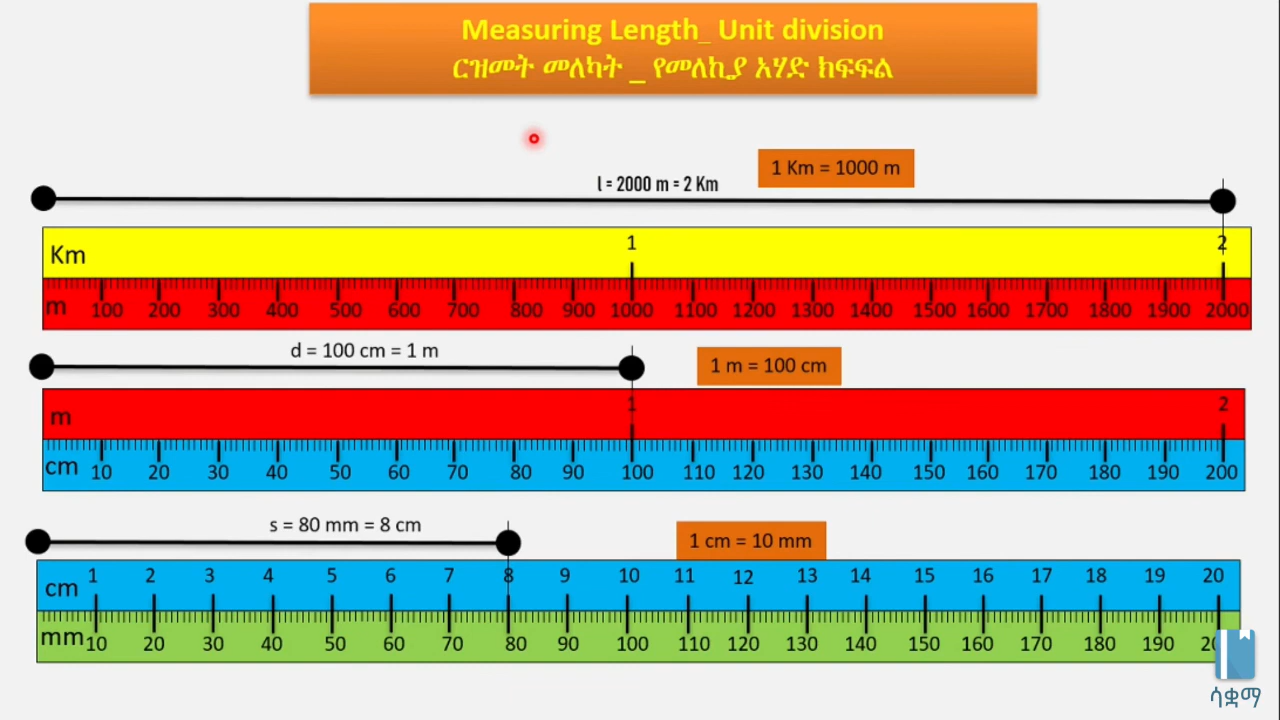 Measuring Length_ Unit division
ርዝመት መለካት _ የመለኪያ አሃድ ክፍፍል
1 Km = 1000 m
l = 2000 m = 2 Km
Km 1 2
m 100 200 300 400 500 600 700 800 900 1000 1100 1200 1300 1400 1500 1600 1700 1800 1900 2000
d = 100 cm = 1 m
1 m = 100 cm
m 1 2
cm 10 20 30 40 50 60 70 80 90 100 110 120 130 140 150 160 170 180 190 200
s = 80 mm = 8 cm
1 cm = 10 mm
cm 1 2 3 4 5 6 7 8 9 10 11 12 13 14 15 16 17 18 19 20
mm 10 20 30 40 50 60 70 80 90 100 110 120 130 140 150 160 170 180 190
ሳቋማ